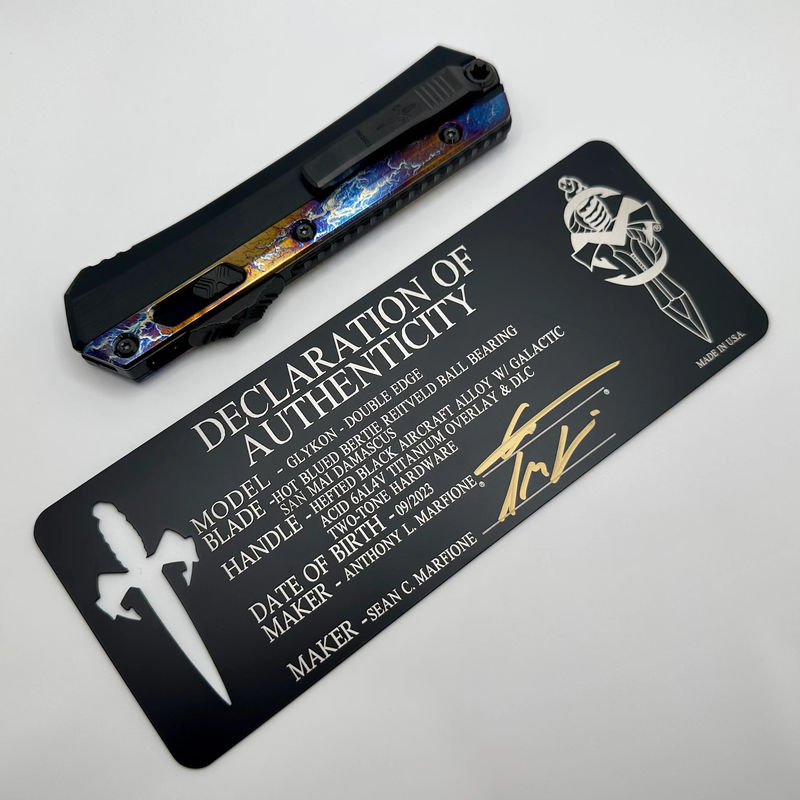 DECLARATION OF
AUTHENTICITY
MODEL - GLYKON - DOUBLE EDGE
BLADE -HOT BLUED BERTIE REITVELD BALL BEARING
SAN MAI DAMASCUS
HANDLE - HEFTED BLACK AIRCRAFT ALLOY W/ GALACTIC
ACID 6AL4V TITANIUM OVERLAY & DLC
TWO-TONE HARDWARE
DATE OF BIRTH - 09/2023
MAKER - ANTHONY L. MARFIONE
MAKER -SEAN C. MARFIONE
MADE IN U.S.A.